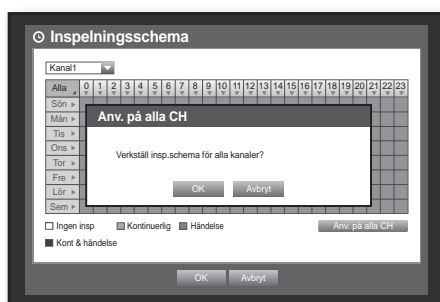 Inspelningsschema
Kanal1
Alla 0 1 2 3 4 5 6 7 8 9 10 11 12 13 14 15 16 17 18 19 20 21 22 23
Sön
Mån
Tis
Ons
Tor
Fre
Lör
Sem
Anv. på alla CH
Verkställ insp.schema för alla kanaler?
OK Avbryt
Ingen insp Kontinuerlig Händelse Anv. på alla CH
Kont & händelse
OK Avbryt